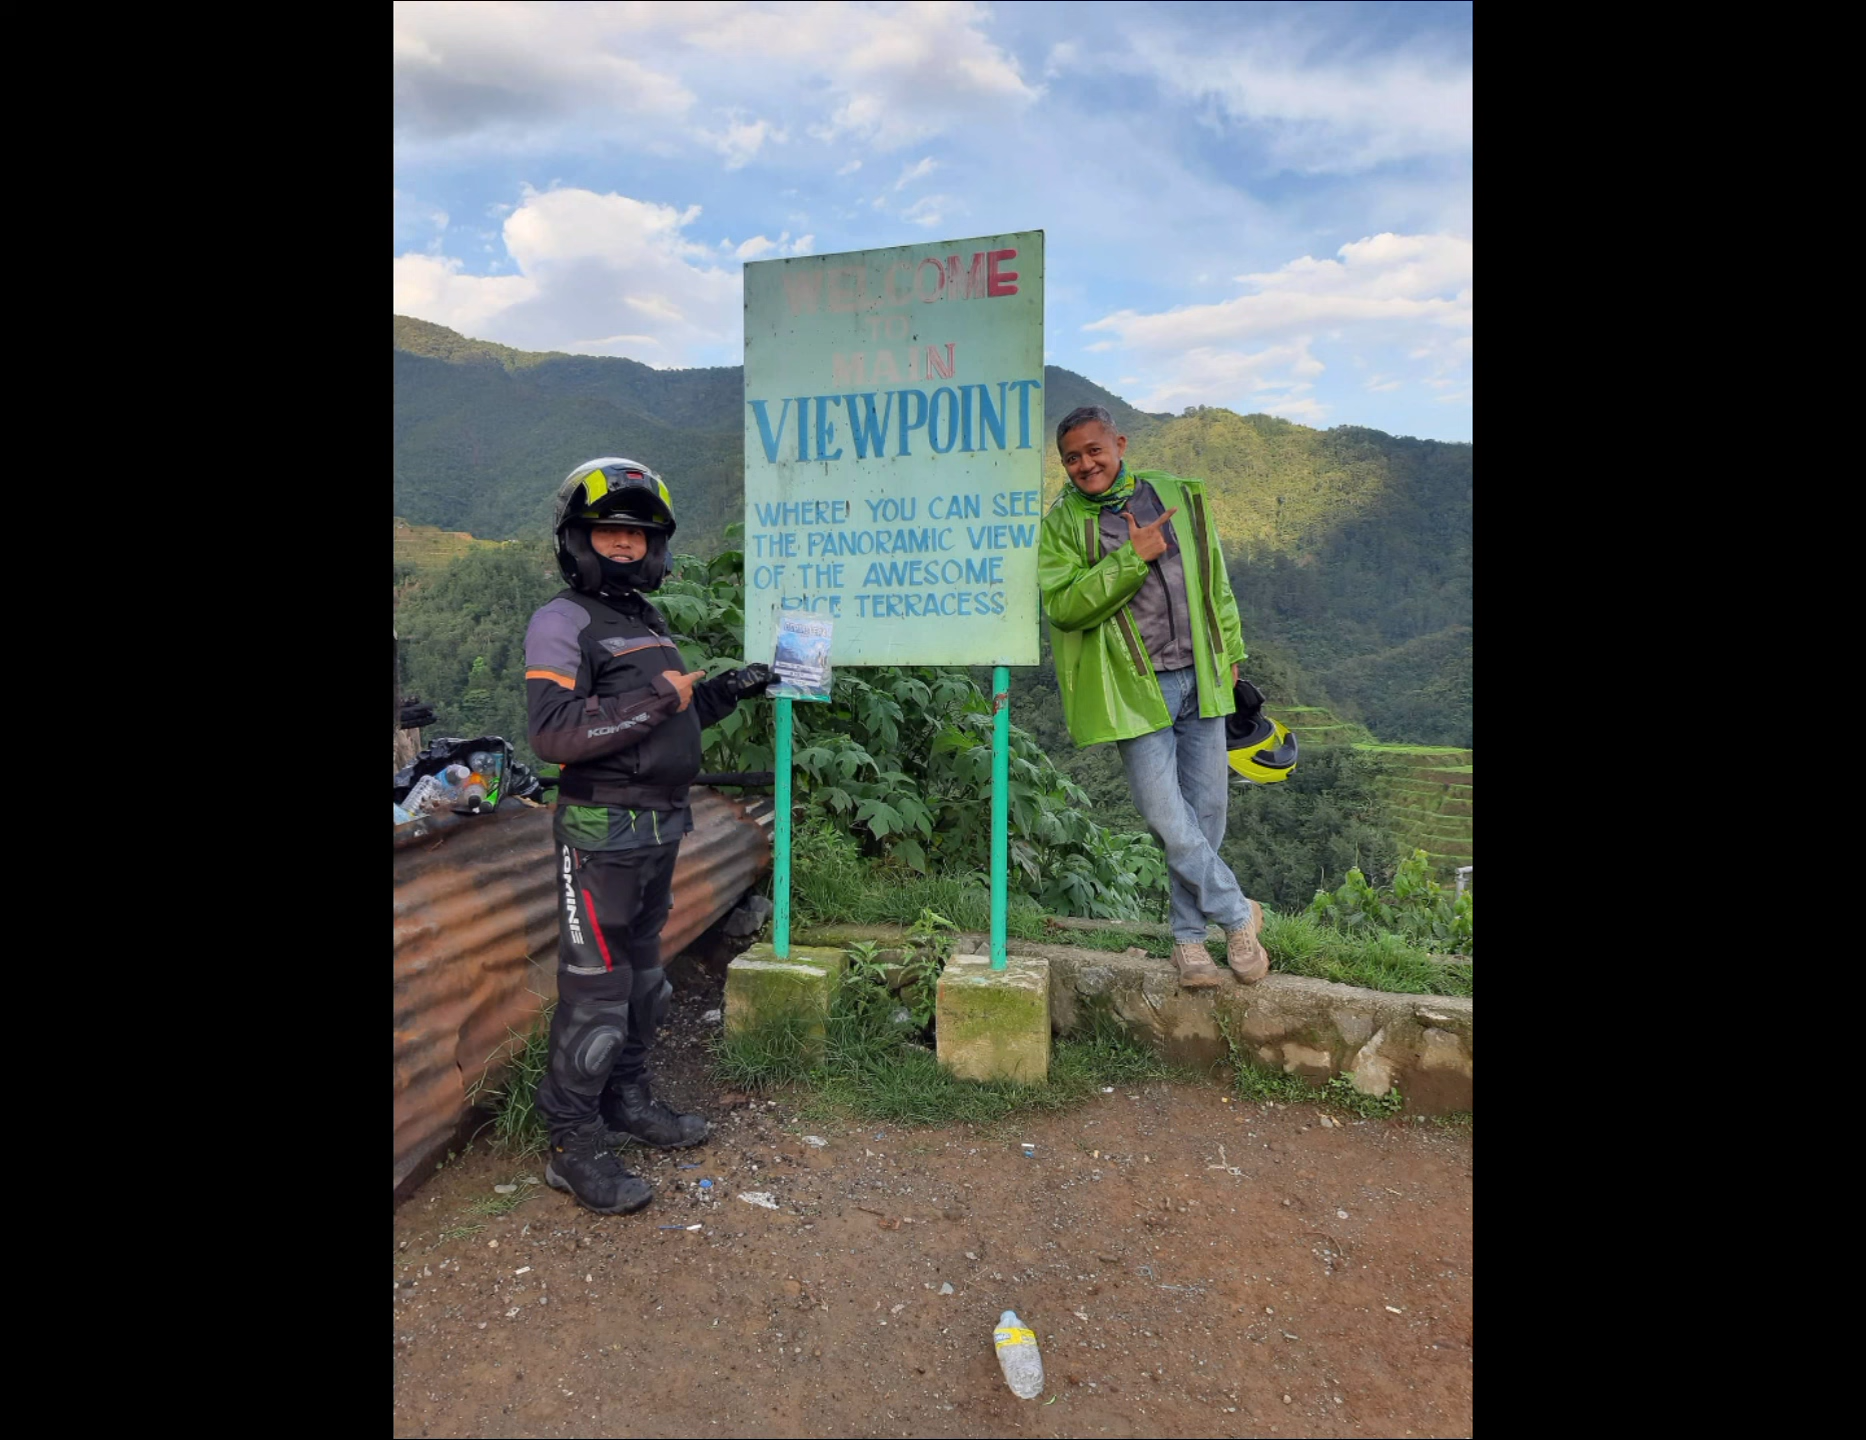 WELCOME
TO
MAIN
VIEWPOINT
WHERE YOU CAN SEE
THE PANORAMIC VIEW
OF THE AWESOME
RICE TERRACESS
KOMINE
KOMINE